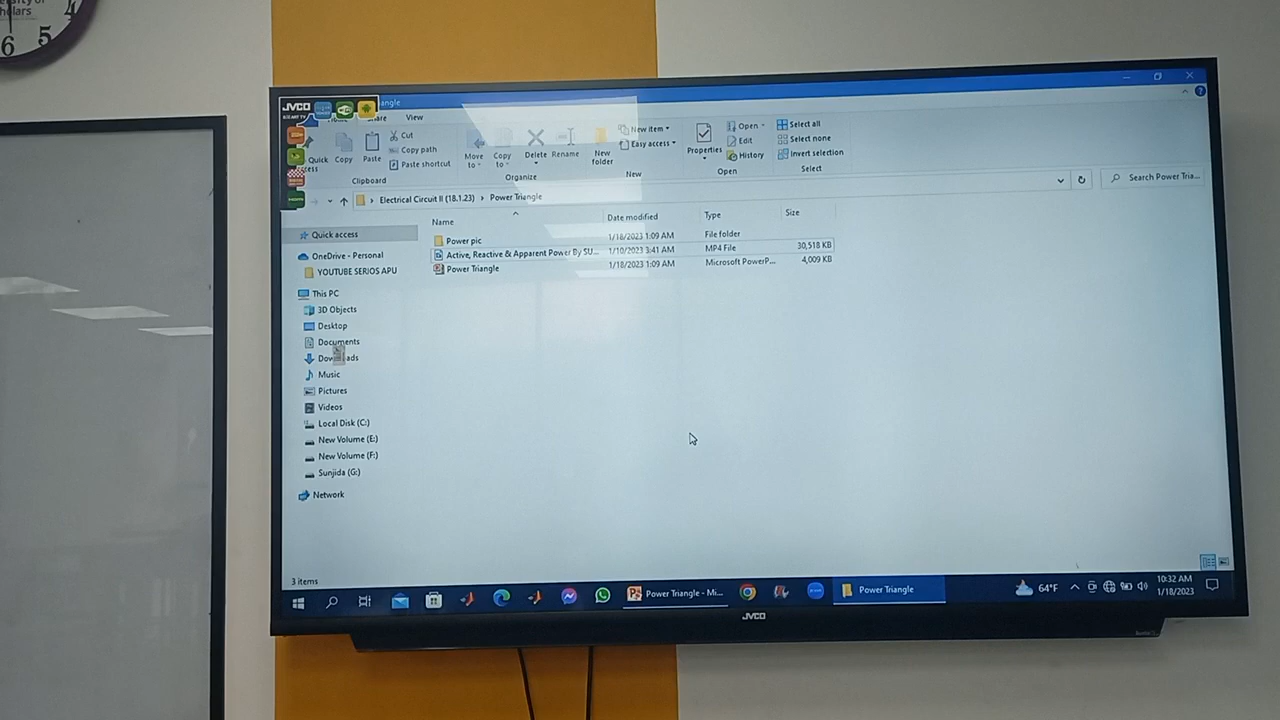 holars
4
5
6
JVCO
angle
View
Cut
Copy path
Paste shortcut
Quick
Copy
Paste
Clipboard
Move to
Copy to
Delete
Rename
Organize
New folder
New item
Easy access
New
Properties
Open
Edit
History
Open
Select all
Select none
Invert selection
Select
Electrical Circuit II (18.1.23) > Power Triangle
Search Power Tria...
Name Date modified Type Size
Power pic 1/18/2023 1:09 AM File folder
Active, Reactive & Apparent Power By SU... 1/10/2023 3:41 AM MP4 File 30,518 KB
Power Triangle 1/18/2023 1:09 AM Microsoft PowerP... 4,009 KB
Quick access
OneDrive - Personal
YOUTUBE SERIOS APU
This PC
3D Objects
Desktop
Documents
Music
Pictures
Videos
Local Disk (C:)
New Volume (E:)
New Volume (F:)
Sunjida (G:)
Network
3 items
Power Triangle - Mi...
Power Triangle
64°F
10:32 AM
1/18/2023
JVCO